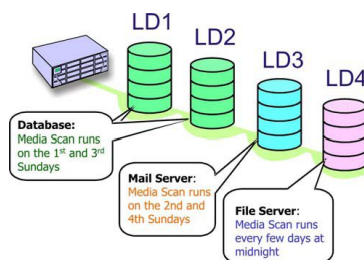 LD1
LD2
LD3
LD4
Database:
Media Scan runs
on the 1st and 3rd
Sundays
Mail Server:
Media Scan runs
on the 2nd and
4th Sundays
File Server:
Media Scan runs
every few days at
midnight